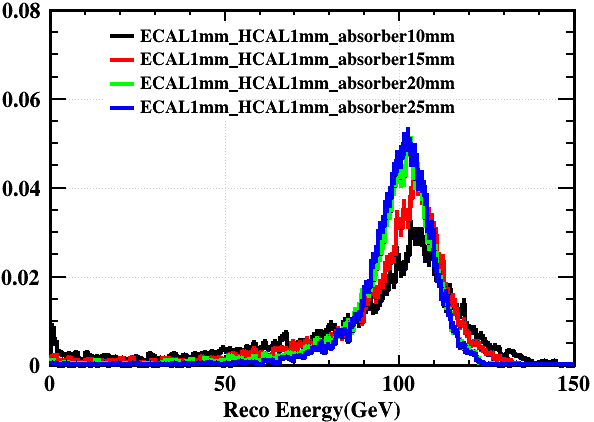 0.08
ECAL1mm_HCAL1mm_absorber10mm
ECAL1mm_HCAL1mm_absorber15mm
ECAL1mm_HCAL1mm_absorber20mm
0.06
ECAL1mm_HCAL1mm_absorber25mm
0.04
0.02
0
0 50 100 150
Reco Energy(GeV)